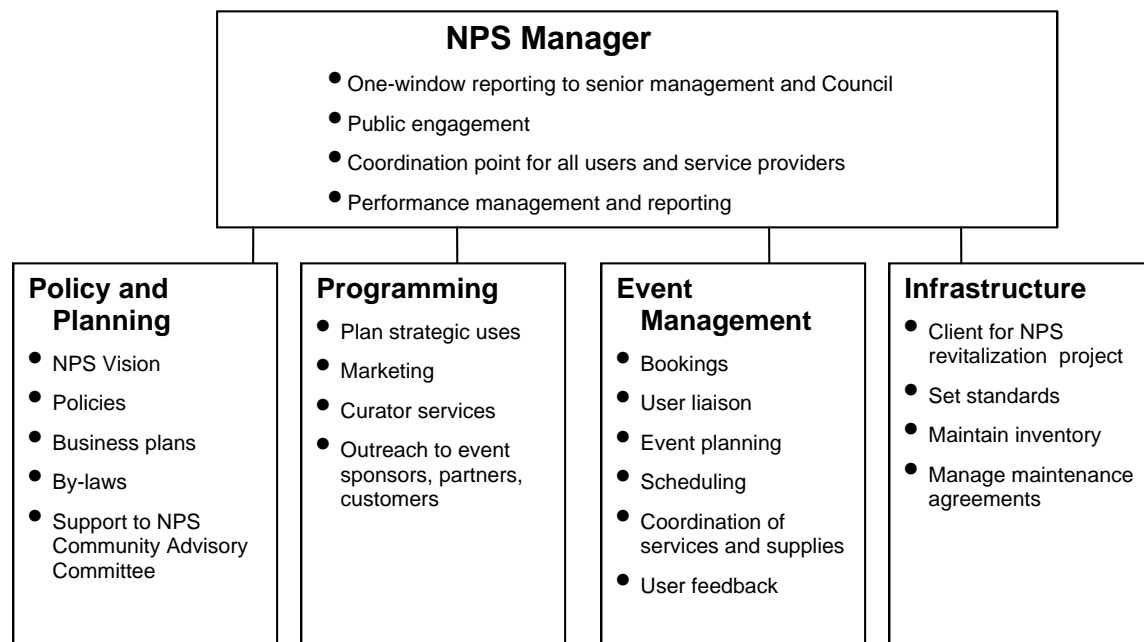 NPS Manager
• One-window reporting to senior management and Council
• Public engagement
• Coordination point for all users and service providers
• Performance management and reporting
Policy and
Planning
• NPS Vision
• Policies
• Business plans
• By-laws
• Support to NPS
Community Advisory
Committee
Programming
• Plan strategic uses
• Marketing
• Curator services
• Outreach to event
sponsors, partners,
customers
Event
Management
• Bookings
• User liaison
• Event planning
• Scheduling
• Coordination of
services and supplies
• User feedback
Infrastructure
• Client for NPS
revitalization project
• Set standards
• Maintain inventory
• Manage maintenance
agreements